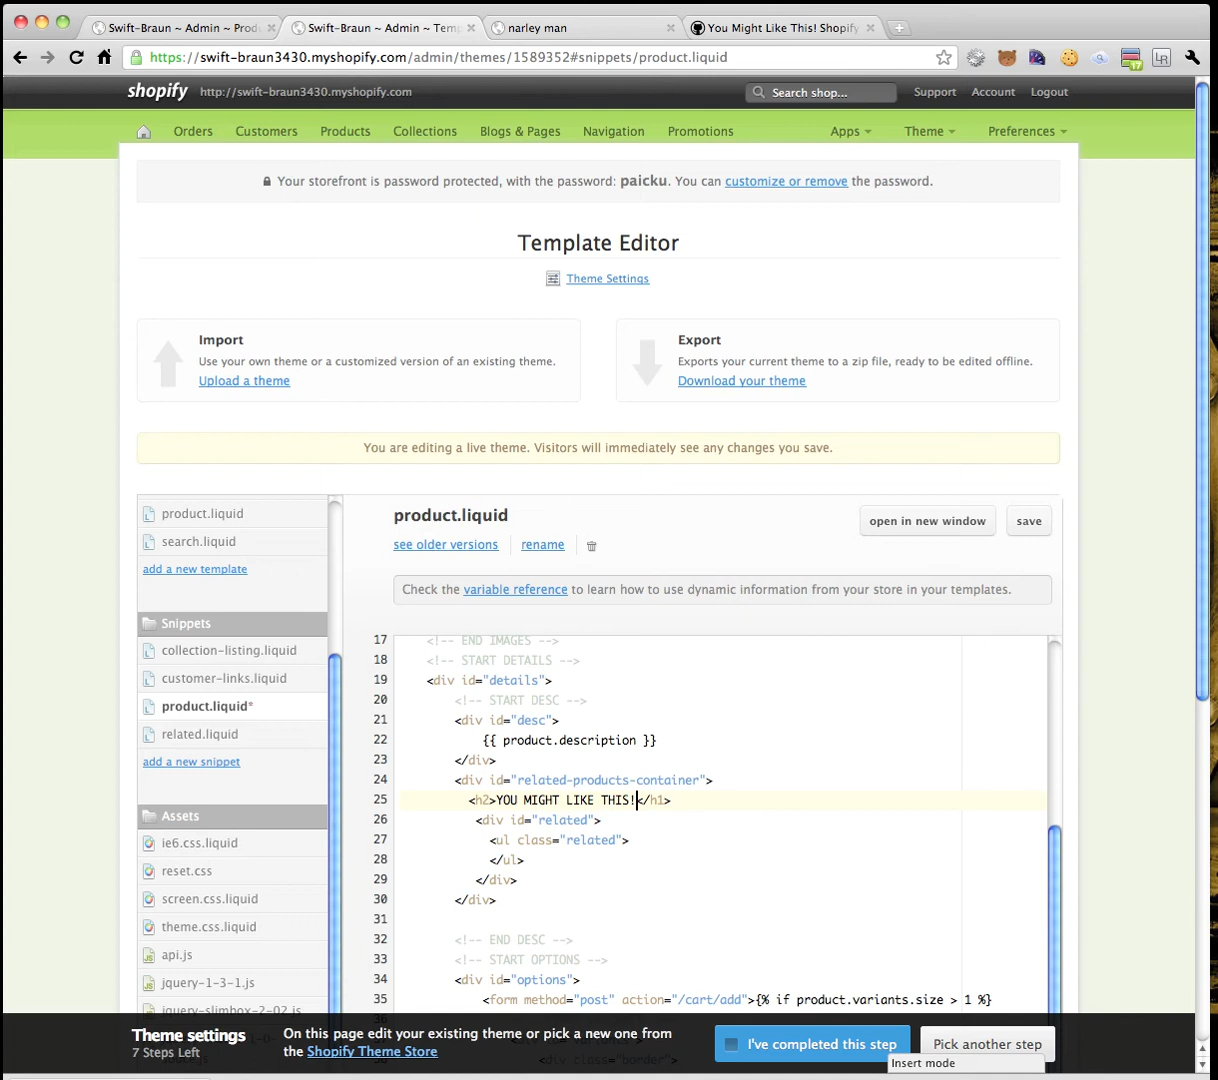 Swift-Braun ~ Admin ~ Produ
Swift-Braun ~ Admin ~ Temp
narley man
You Might Like This! Shopify
https://swift-braun3430.myshopify.com/admin/themes/1589352#snippets/product.liquid
17
LR
shopify
http://swift-braun3430.myshopify.com
Search shop...
Support
Account
Logout
Orders
Customers
Products
Collections
Blogs & Pages
Navigation
Promotions
Apps
Theme
Preferences
Your storefront is password protected, with the password: paicku. You can customize or remove the password.
Template Editor
Theme Settings
Import
Use your own theme or a customized version of an existing theme.
Upload a theme
Export
Exports your current theme to a zip file, ready to be edited offline.
Download your theme
You are editing a live theme. Visitors will immediately see any changes you save.
product.liquid
search.liquid
add a new template
Snippets
collection-listing.liquid
customer-links.liquid
product.liquid*
related.liquid
add a new snippet
Assets
ie6.css.liquid
reset.css
screen.css.liquid
theme.css.liquid
api.js
jquery-1-3-1.js
jquery-slimbox-2-02.js
product.liquid
open in new window
save
see older versions
rename
Check the variable reference to learn how to use dynamic information from your store in your templates.
17 <!-- END IMAGES -->
18 <!-- START DETAILS -->
19 <div id="details">
20 <!-- START DESC -->
21 <div id="desc">
22 {{ product.description }}
23 </div>
24 <div id="related-products-container">
25 <h2>YOU MIGHT LIKE THIS!</h1>
26 <div id="related">
27 <ul class="related">
28 </ul>
29 </div>
30 </div>
31
32 <!-- END DESC -->
33 <!-- START OPTIONS -->
34 <div id="options">
35 <form method="post" action="/cart/add">{% if product.variants.size > 1 %}
<div class="border">
Theme settings
7 Steps Left
On this page edit your existing theme or pick a new one from
the Shopify Theme Store
I've completed this step
Pick another step
Insert mode